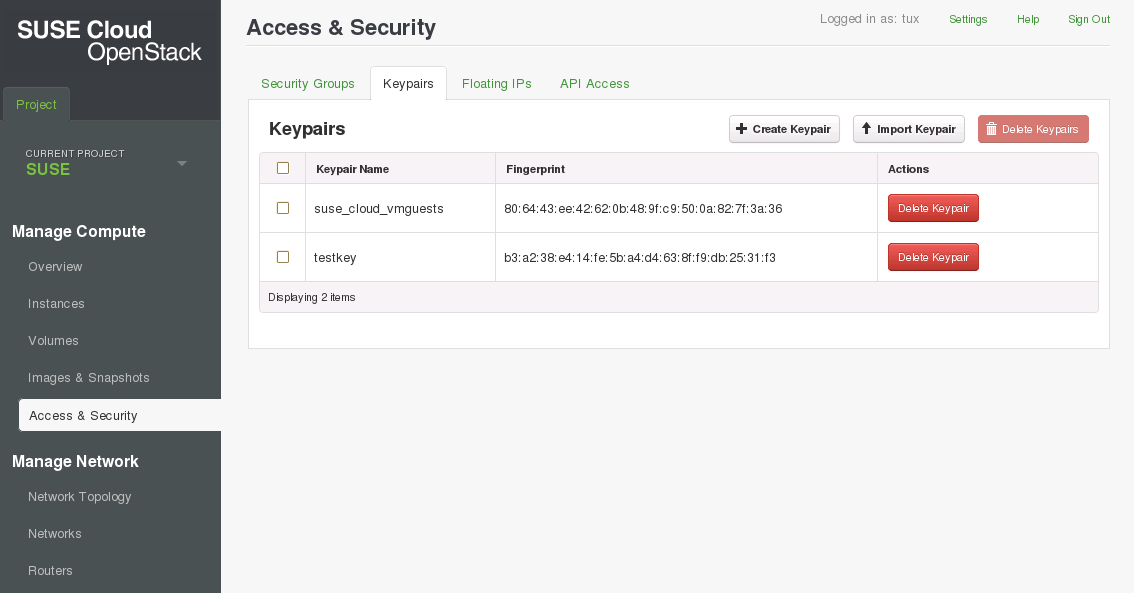 SUSE Cloud
OpenStack
Project
CURRENT PROJECT
SUSE
Manage Compute
Overview
Instances
Volumes
Images & Snapshots
Access & Security
Manage Network
Network Topology
Networks
Routers
Access & Security
Logged in as: tux Settings Help Sign Out
Security Groups Keypairs Floating IPs API Access
Keypairs
Create Keypair Import Keypair Delete Keypairs
Keypair Name Fingerprint Actions
suse_cloud_vmguests 80:64:43:ee:42:62:0b:48:9f:c9:50:0a:82:7f:3a:36 Delete Keypair
testkey b3:a2:38:e4:14:fe:5b:a4:d4:63:8f:f9:db:25:31:f3 Delete Keypair
Displaying 2 items